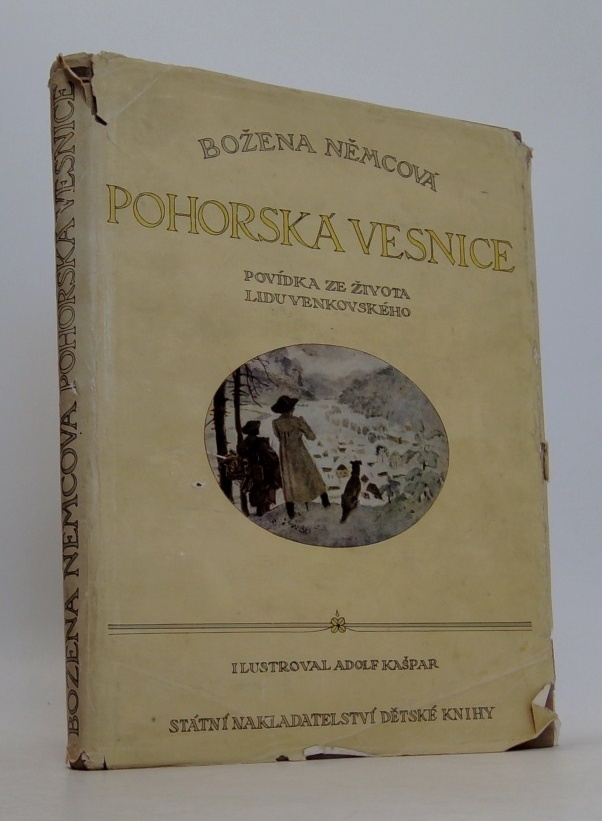 BOŽENA NĚMCOVÁ
POHORSKÁ VESNICE
POVÍDKA ZE ŽIVOTA
LIDU VENKOVSKÉHO
ILUSTROVAL ADOLF KAŠPAR
STÁTNÍ NAKLADATELSTVÍ DĚTSKÉ KNIHY
BOŽENA NĚMCOVÁ POHORSKÁ VESNICE